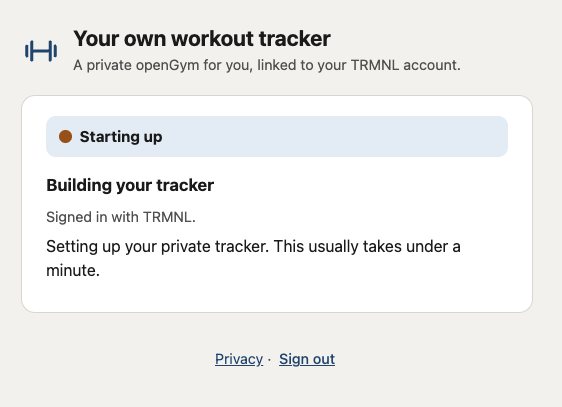 Your own workout tracker
A private openGym for you, linked to your TRMNL account.
Starting up
Building your tracker
Signed in with TRMNL.
Setting up your private tracker. This usually takes under a
minute.
Privacy · Sign out